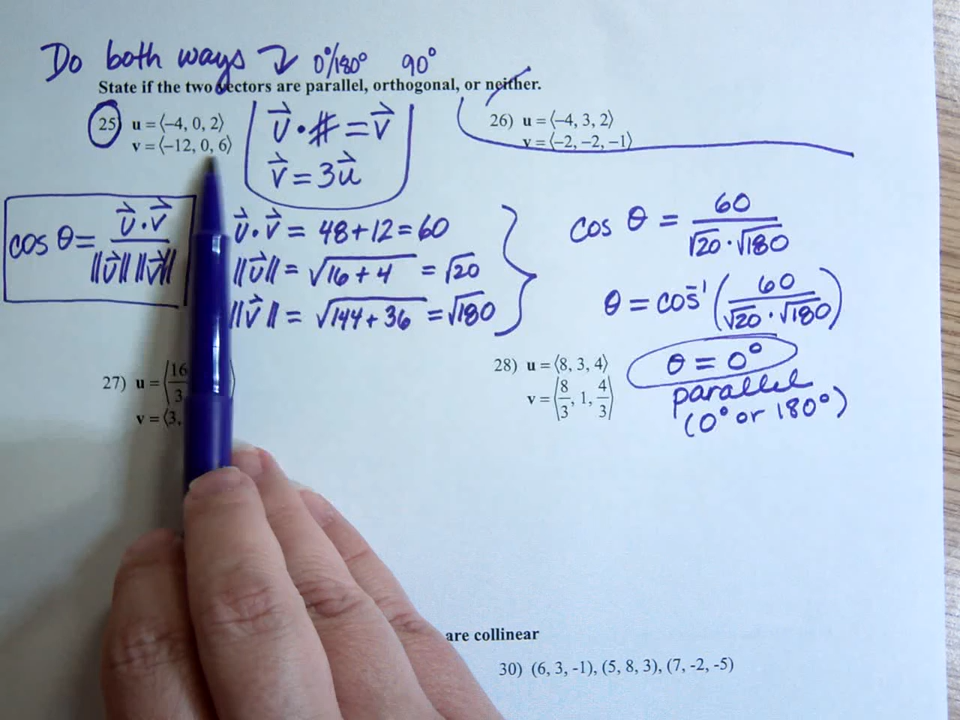 Do both ways ↴ 0°/180° 90°
State if the two vectors are parallel, orthogonal, or neither.
25) u = ⟨-4, 0, 2⟩
v = ⟨-12, 0, 6⟩
v⃗ • # = v⃗
v⃗ = 3u⃗
26) u = ⟨-4, 3, 2⟩
v = ⟨-2, -2, -1⟩
cos θ = v⃗ · v⃗ / ||v⃗|| ||v⃗||
v⃗ · v⃗ = 48 + 12 = 60
||v⃗|| = √16 + 4 = √20
||v⃗|| = √144 + 36 = √180
cos θ = 60 / √20 · √180
θ = cos⁻¹ (60 / √20 · √180)
θ = 0°
parallel
(0° or 180°)
27) u = ⟨16/3
v = ⟨3,
28) u = ⟨8, 3, 4⟩
v = ⟨8/3, 1, 4/3⟩
are collinear
30) (6, 3, -1), (5, 8, 3), (7, -2, -5)